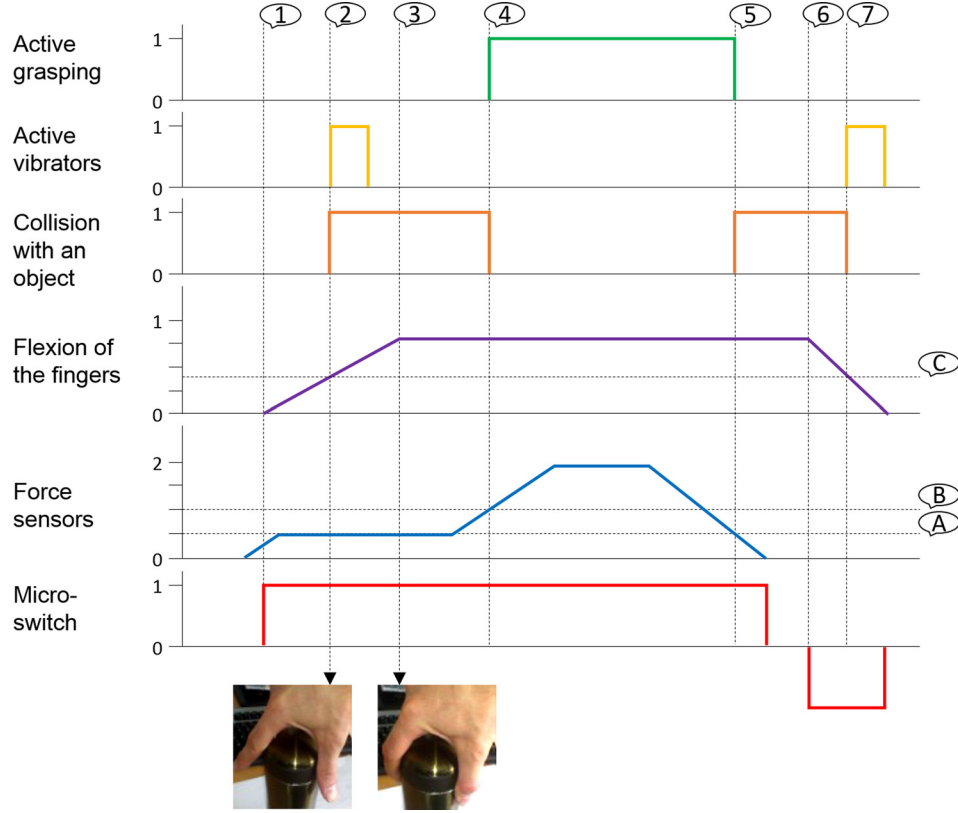 1 2 3 4 5 6 7
Active
grasping
1
0
Active
vibrators
1
0
Collision
with an
object
1
0
Flexion of
the fingers
1
0
C
Force
sensors
2
0
B
A
Micro-
switch
1
0